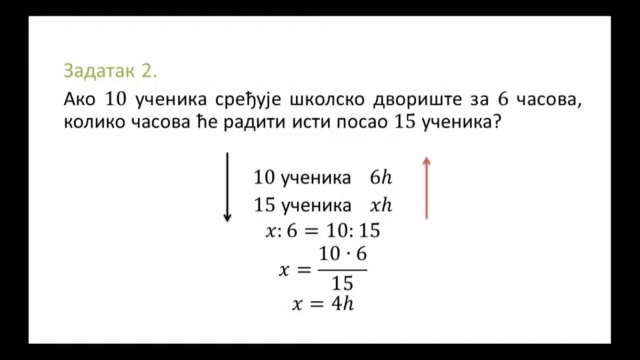 Задатак 2.
Ако 10 ученика сређује школско двориште за 6 часова,
колико часова ће радити исти посао 15 ученика?
10 ученика 6h
15 ученика xh
x: 6 = 10: 15
x = \frac{10 · 6}{15}
x = 4h